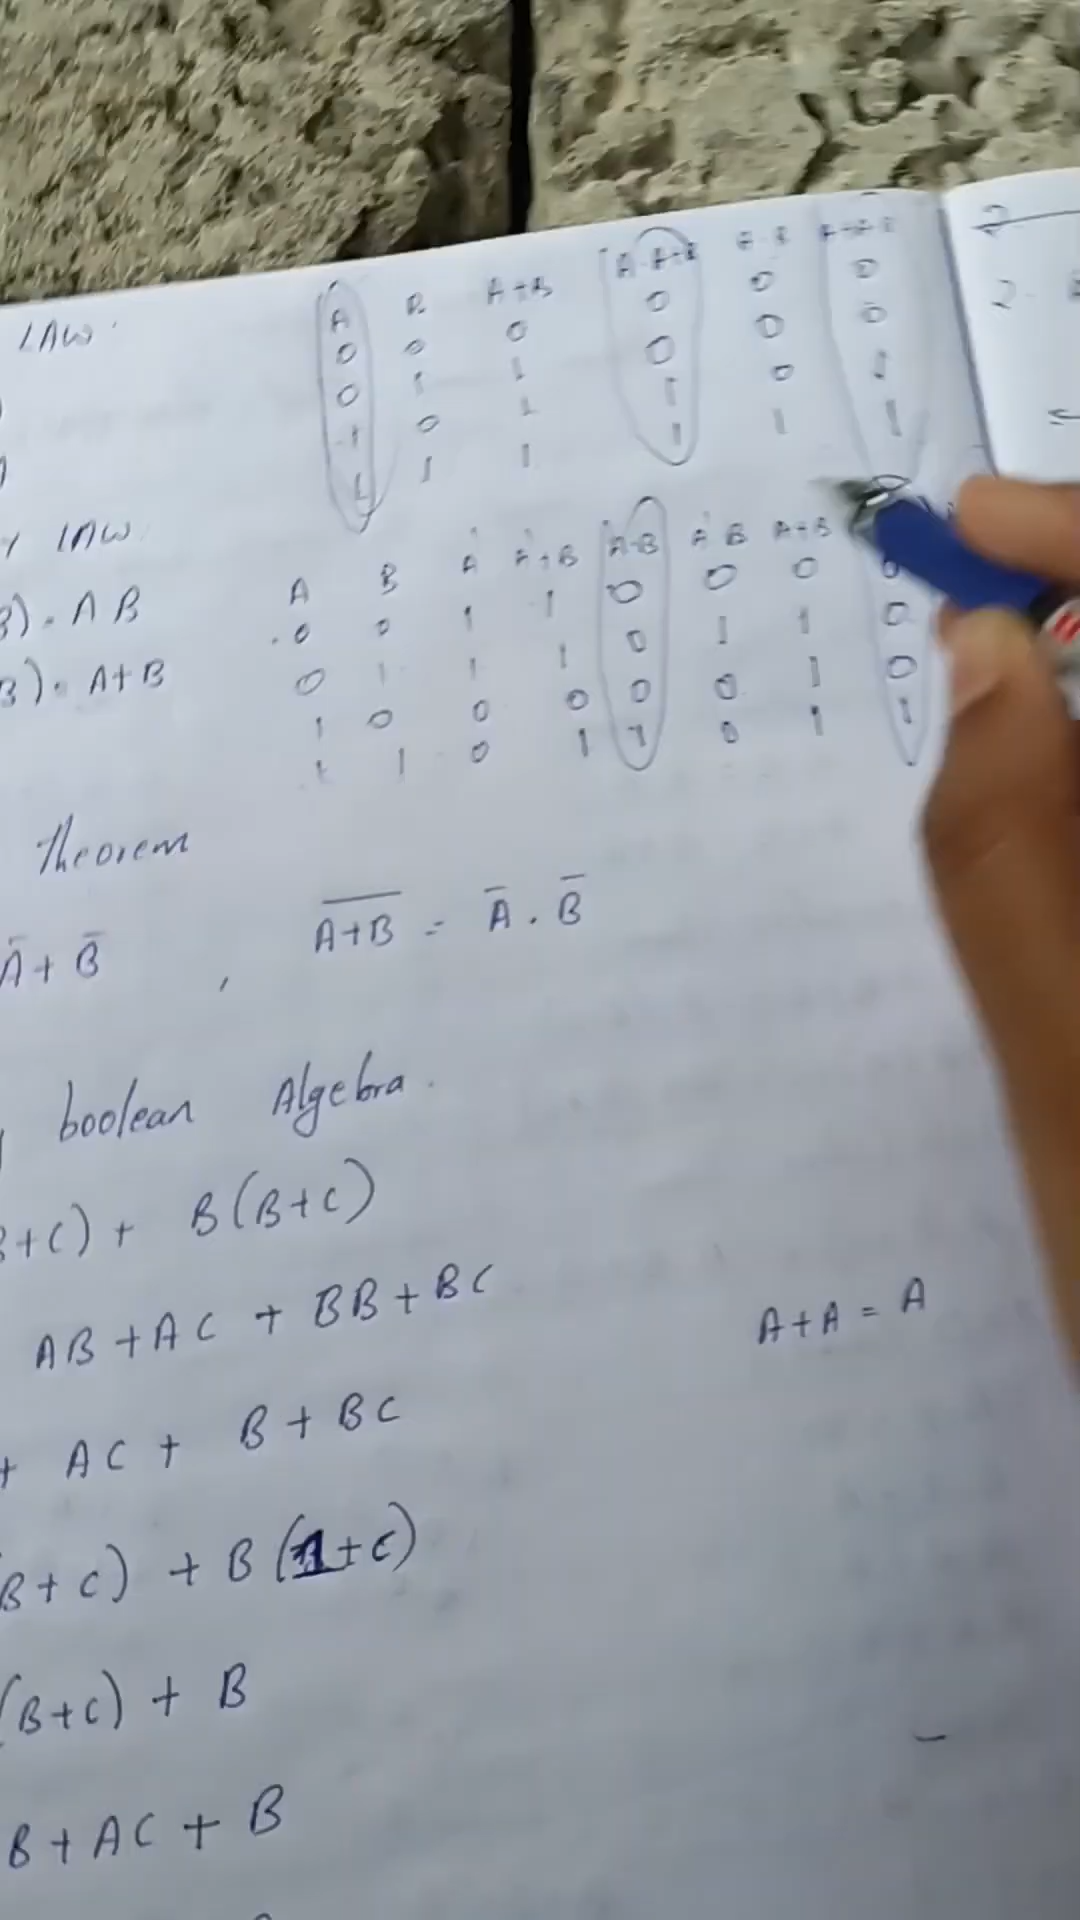 LAW.
A B A+B A·A+B A·B A+A·B
0 0 0 0 0 0
0 1 1 0 0 0
1 0 1 1 0 1
1 1 1 1 1 1
2
2.
LAW.
B) = AB
B) = A+B
A B A' A'+B A·B A'B A+B
0 0 1 1 0 0 0 0
0 1 1 1 0 1 1 0
1 0 0 0 0 0 1 0
1 1 0 1 1 0 1 1
Theorem
Ā + B̄ , A̅+̅B̅ = Ā . B̄
boolean Algebra.
B+C) + B(B+C)
AB + AC + BB + BC
A+A = A
+ AC + B + BC
B+C) + B(1+C)
(B+C) + B
B + AC + B